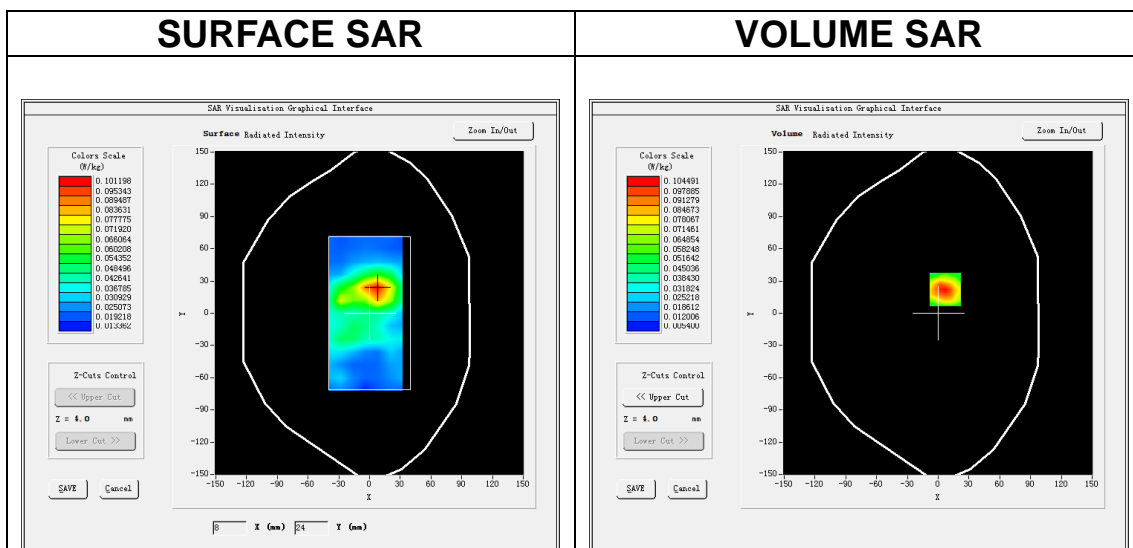 SURFACE SAR
VOLUME SAR
SAR Visualisation Graphical Interface
Surface Radiated Intensity
Zoom In/Out
Colors Scale
(W/kg)
0.101198
0.095343
0.089487
0.083631
0.077775
0.071920
0.066064
0.060208
0.054352
0.048496
0.042641
0.036785
0.030929
0.025073
0.019218
0.013362
Z-Cuts Control
<< Upper Cut
Z = 4.0 mm
Lower Cut >>
SAVE
Cancel
150
120
90
60
30
0
-30
-60
-90
-120
-150
Y
-150 -120 -90 -60 -30 0 30 60 90 120 150
X
8 X (mm) 24 Y (mm)
SAR Visualisation Graphical Interface
Volume Radiated Intensity
Zoom In/Out
Colors Scale
(W/kg)
0.104491
0.097885
0.091279
0.084673
0.078067
0.071461
0.064854
0.058248
0.051642
0.045036
0.038430
0.031824
0.025218
0.018612
0.012006
0.005400
Z-Cuts Control
<< Upper Cut
Z = 4.0 mm
Lower Cut >>
SAVE
Cancel
150
120
90
60
30
0
-30
-60
-90
-120
-150
Y
-150 -120 -90 -60 -30 0 30 60 90 120 150
X